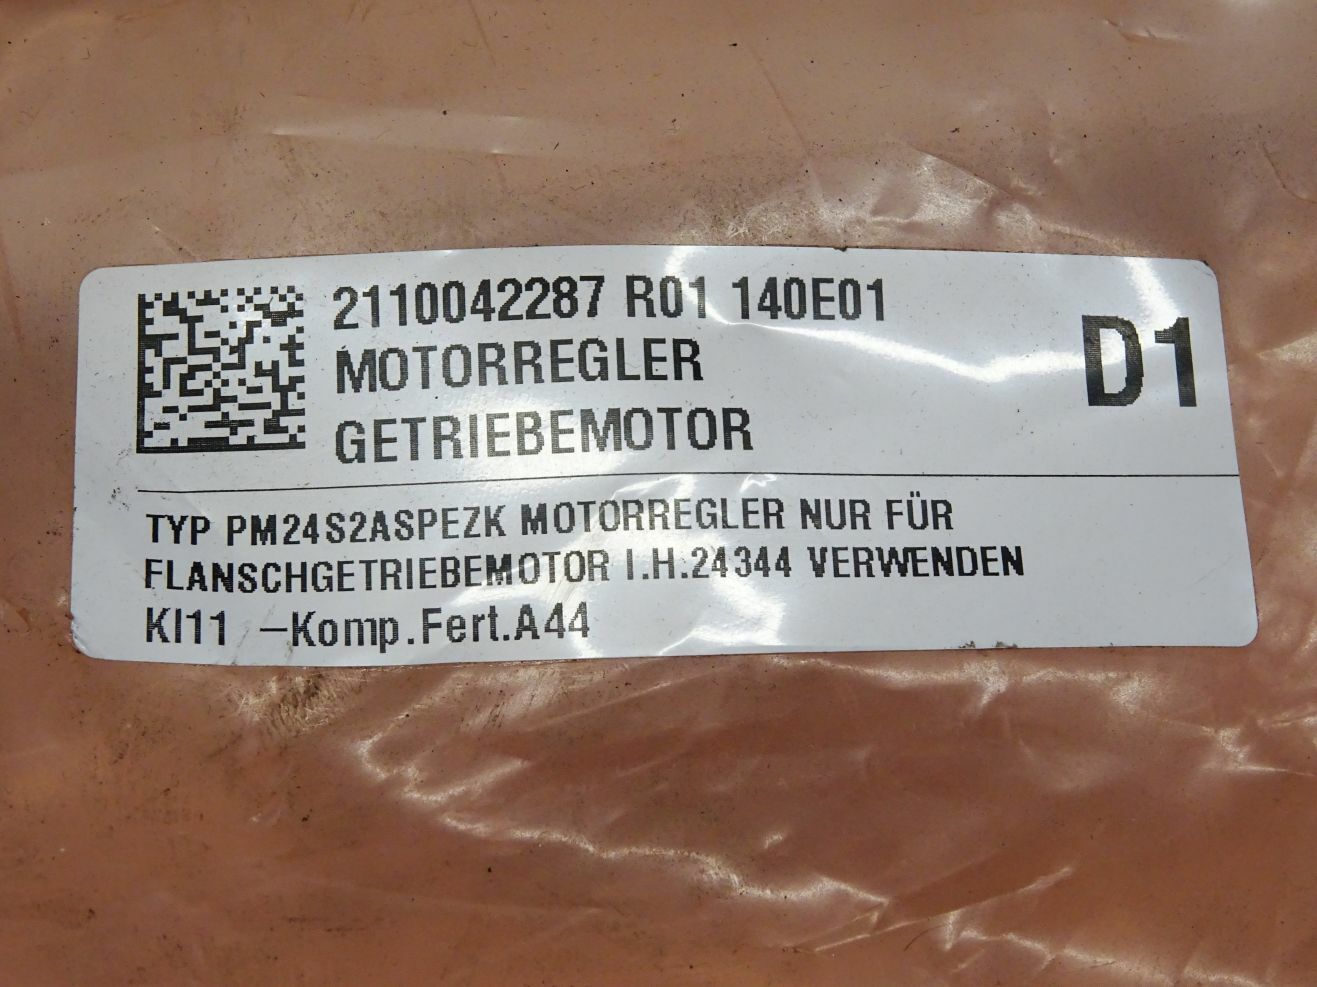 2110042287 R01 140E01
MOTORREGLER
GETRIEBEMOTOR
D1
TYP PM24S2ASPEZK MOTORREGLER NUR FÜR
FLANSCHGETRIEBEMOTOR I.H.24344 VERWENDEN
KI11 –Komp.Fert.A44